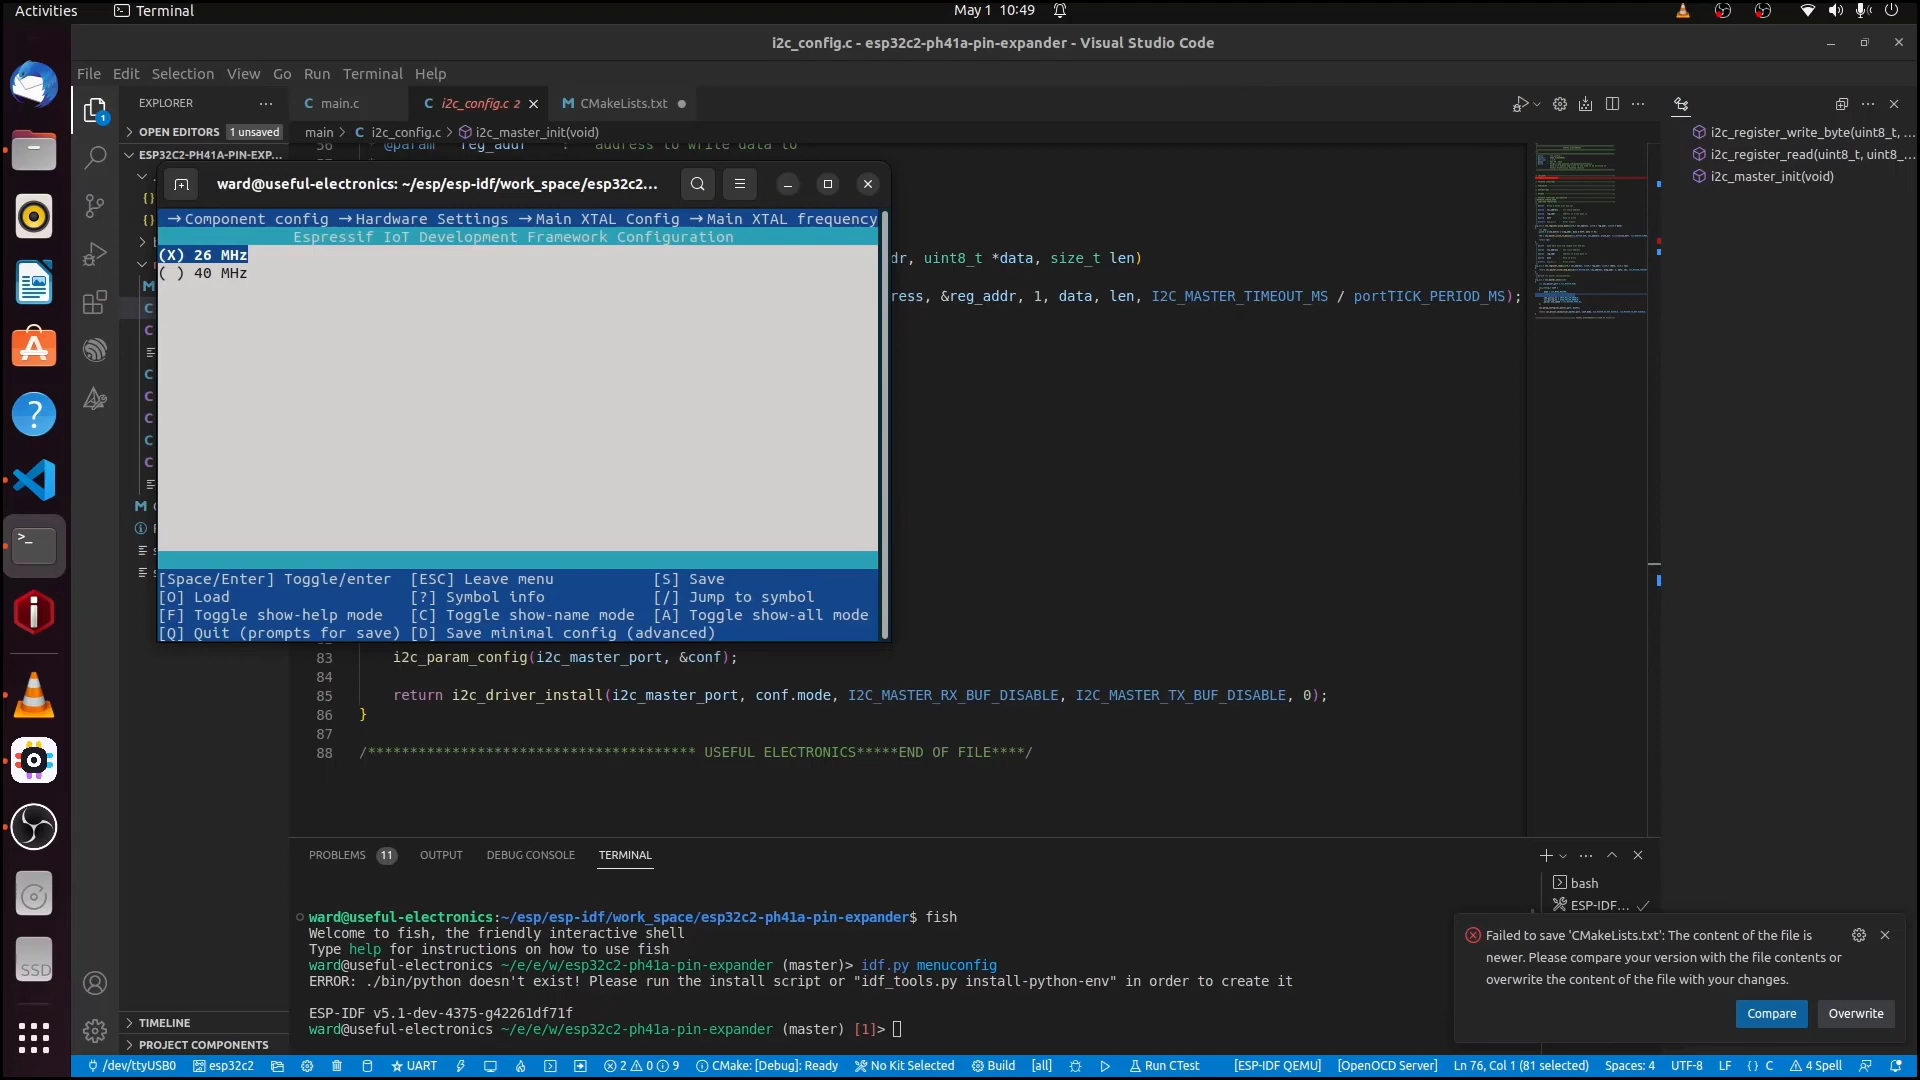 Activities
Terminal
May 1 10:49
i2c_config.c - esp32c2-ph41a-pin-expander - Visual Studio Code
File Edit Selection View Go Run Terminal Help
EXPLORER
main.c
i2c_config.c 2
CMakeLists.txt
OPEN EDITORS 1 unsaved
ESP32C2-PH41A-PIN-EXP...
main > C i2c_config.c > i2c_master_init(void)
56
* @param reg_addr : address to write data to
i2c_register_write_byte(uint8_t, ...
i2c_register_read(uint8_t, uint8_...
i2c_master_init(void)
ward@useful-electronics: ~/esp/esp-idf/work_space/esp32c2...
→Component config →Hardware Settings →Main XTAL Config →Main XTAL frequency
Espressif IoT Development Framework Configuration
(X) 26 MHz
( ) 40 MHz
dr, uint8_t *data, size_t len)
ress, &reg_addr, 1, data, len, I2C_MASTER_TIMEOUT_MS / portTICK_PERIOD_MS);
[Space/Enter] Toggle/enter [ESC] Leave menu [S] Save
[O] Load [?] Symbol info [/] Jump to symbol
[F] Toggle show-help mode [C] Toggle show-name mode [A] Toggle show-all mode
[Q] Quit (prompts for save) [D] Save minimal config (advanced)
83 i2c_param_config(i2c_master_port, &conf);
84
85 return i2c_driver_install(i2c_master_port, conf.mode, I2C_MASTER_RX_BUF_DISABLE, I2C_MASTER_TX_BUF_DISABLE, 0);
86 }
87
88 /*************************************** USEFUL ELECTRONICS*****END OF FILE****/
PROBLEMS 11 OUTPUT DEBUG CONSOLE TERMINAL
bash
ESP-IDF...
ward@useful-electronics:~/esp/esp-idf/work_space/esp32c2-ph41a-pin-expander$ fish
Welcome to fish, the friendly interactive shell
Type help for instructions on how to use fish
ward@useful-electronics ~/e/e/w/esp32c2-ph41a-pin-expander (master)> idf.py menuconfig
ERROR: ./bin/python doesn't exist! Please run the install script or "idf_tools.py install-python-env" in order to create it
ESP-IDF v5.1-dev-4375-g42261df71f
ward@useful-electronics ~/e/e/w/esp32c2-ph41a-pin-expander (master) [1]>
Failed to save 'CMakeLists.txt': The content of the file is
newer. Please compare your version with the file contents or
overwrite the content of the file with your changes.
Compare
Overwrite
TIMELINE
PROJECT COMPONENTS
SSD
/dev/ttyUSB0 esp32c2 UART 2 0 9 CMake: [Debug]: Ready No Kit Selected Build [all] Run CTest [ESP-IDF QEMU] [OpenOCD Server] Ln 76, Col 1 (81 selected) Spaces: 4 UTF-8 LF {} C 4 Spell